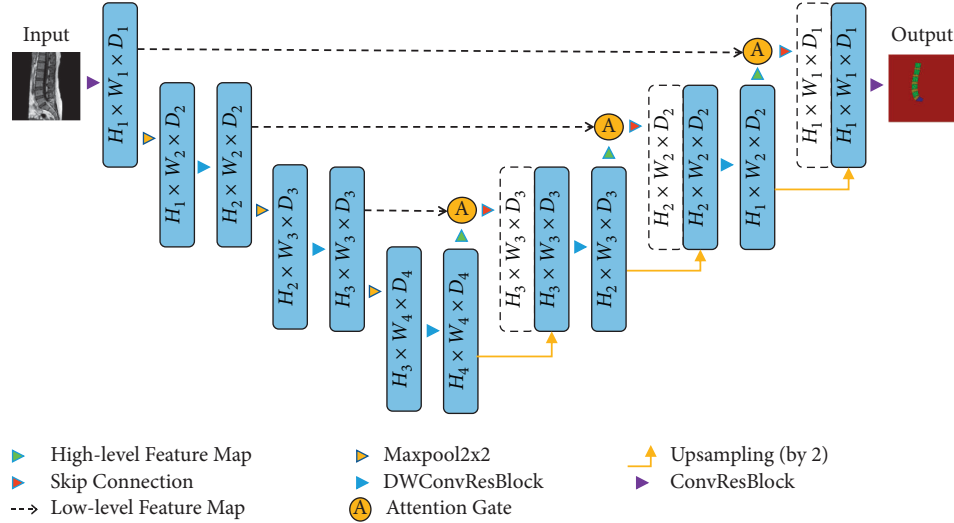 Input
Output
H₁ × W₁ × D₁
H₁ × W₂ × D₂
H₂ × W₂ × D₂
H₂ × W₃ × D₃
H₃ × W₃ × D₃
H₃ × W₄ × D₄
H₄ × W₄ × D₄
A
H₃ × W₃ × D₃
H₃ × W₃ × D₃
H₂ × W₃ × D₃
A
H₂ × W₂ × D₂
H₂ × W₂ × D₂
H₁ × W₂ × D₂
A
H₁ × W₁ × D₁
H₁ × W₁ × D₁
High-level Feature Map
Maxpool2x2
Upsampling (by 2)
Skip Connection
DWConvResBlock
ConvResBlock
Low-level Feature Map
A Attention Gate